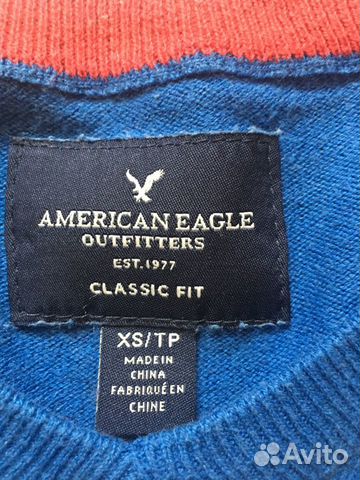 AMERICAN EAGLE
OUTFITTERS
EST. 1977
CLASSIC FIT
XS/TP
MADE IN
CHINA
FABRIQUÉ EN
CHINE
Avito